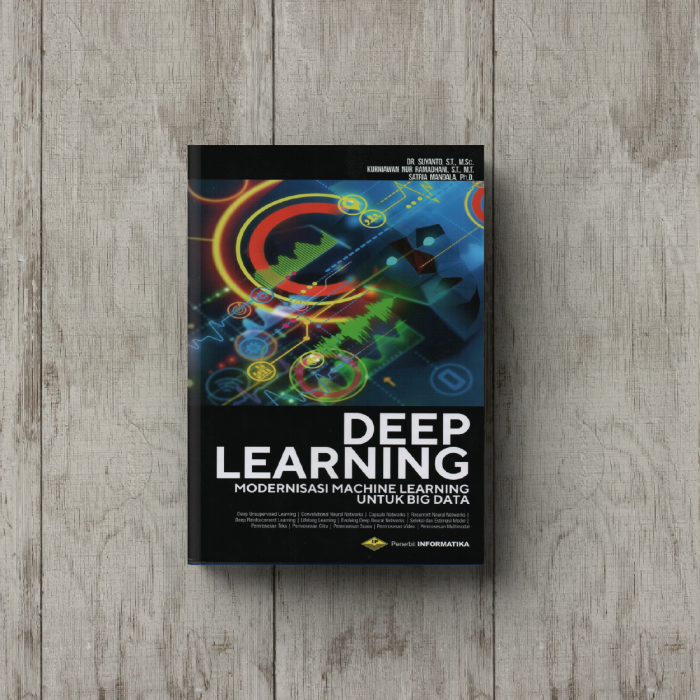 DR. SUYANTO, S.T., M.Sc.
KURNIAWAN NUR RAMADHANI, S.T., M.T.
SATRIA MANDALA, PH.D.
DEEP
LEARNING
MODERNISASI MACHINE LEARNING
UNTUK BIG DATA
Deep Unsupervised Learning | Convolutional Neural Networks | Capsule Networks | Recurrent Neural Networks |
Deep Reinforcement Learning | Lifelong Learning | Evolving Deep Neural Networks | Seleksi dan Estimasi Model |
Pemrosesan Teks | Pemrosesan Citra | Pemrosesan Suara | Pemrosesan Video | Pemrosesan Multimodal
Penerbit INFORMATIKA